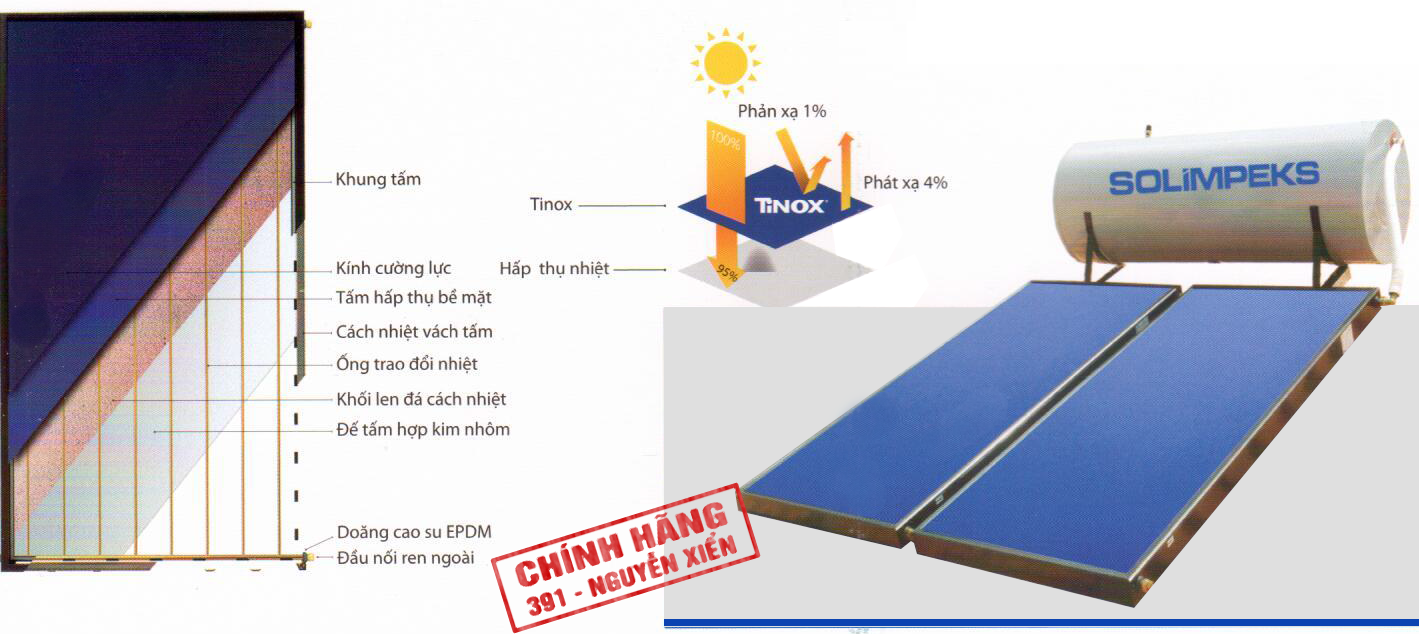 Khung tấm
Kính cường lực
Tấm hấp thụ bề mặt
Cách nhiệt vách tấm
Ống trao đổi nhiệt
Khối len đá cách nhiệt
Đế tấm hợp kim nhôm
Doăng cao su EPDM
Đầu nối ren ngoài
Phản xạ 1%
100%
Phát xạ 4%
Tinox
TiNOX
Hấp thụ nhiệt
95%
SOLiMPEKS
CHÍNH HÃNG
391 - NGUYỄN XIỂN